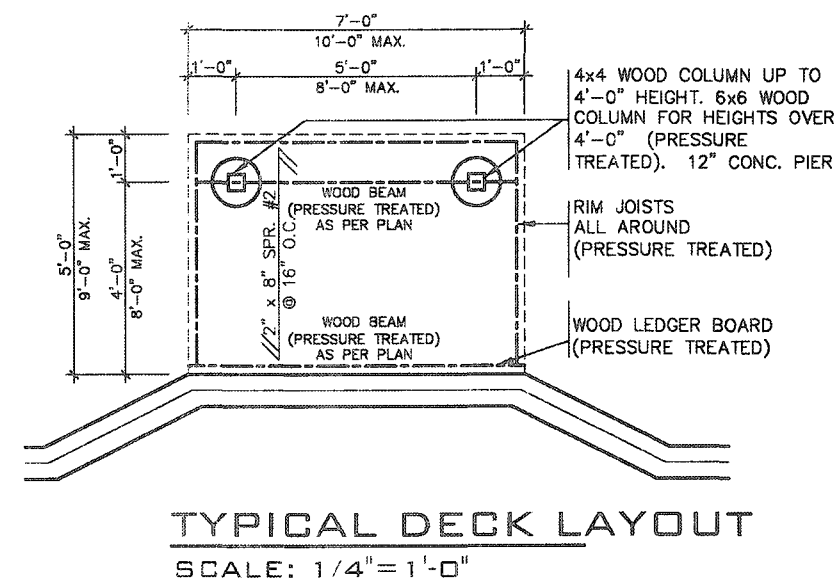 7'-0"
10'-0" MAX.
1'-0"
5'-0"
1'-0"
8'-0" MAX.
4x4 WOOD COLUMN UP TO
4'-0" HEIGHT. 6x6 WOOD
COLUMN FOR HEIGHTS OVER
4'-0" (PRESSURE
TREATED). 12" CONC. PIER
5'-0"
9'-0" MAX.
1'-0"
4'-0"
8'-0" MAX.
2" x 8" SPR. #2
@ 16" O.C.
WOOD BEAM
(PRESSURE TREATED)
AS PER PLAN
RIM JOISTS
ALL AROUND
(PRESSURE TREATED)
WOOD BEAM
(PRESSURE TREATED)
AS PER PLAN
WOOD LEDGER BOARD
(PRESSURE TREATED)
TYPICAL DECK LAYOUT
SCALE: 1/4"=1'-0"